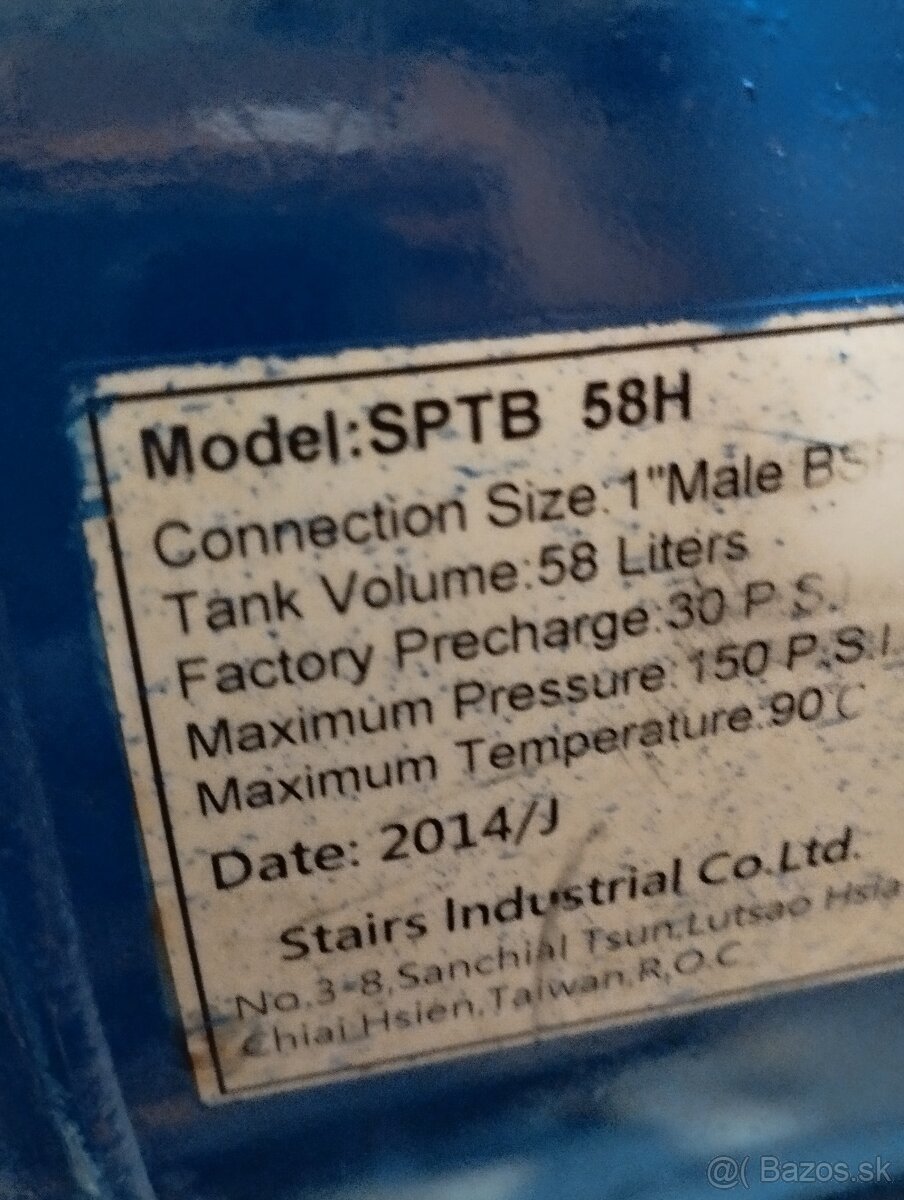 Model:SPTB 58H
Connection Size:1"Male
Tank Volume:58 Liters
Factory Precharge:30 P.S.I
Maximum Pressure:150 P.S.I.
Maximum Temperature:90°C
Date: 2014/J
Stairs Industrial Co.Ltd.
No.3-8,Sanchial Tsun,Lutsao Hsia
Chiai,Hsien,Taiwan,R,O.C
@( Bazos.sk